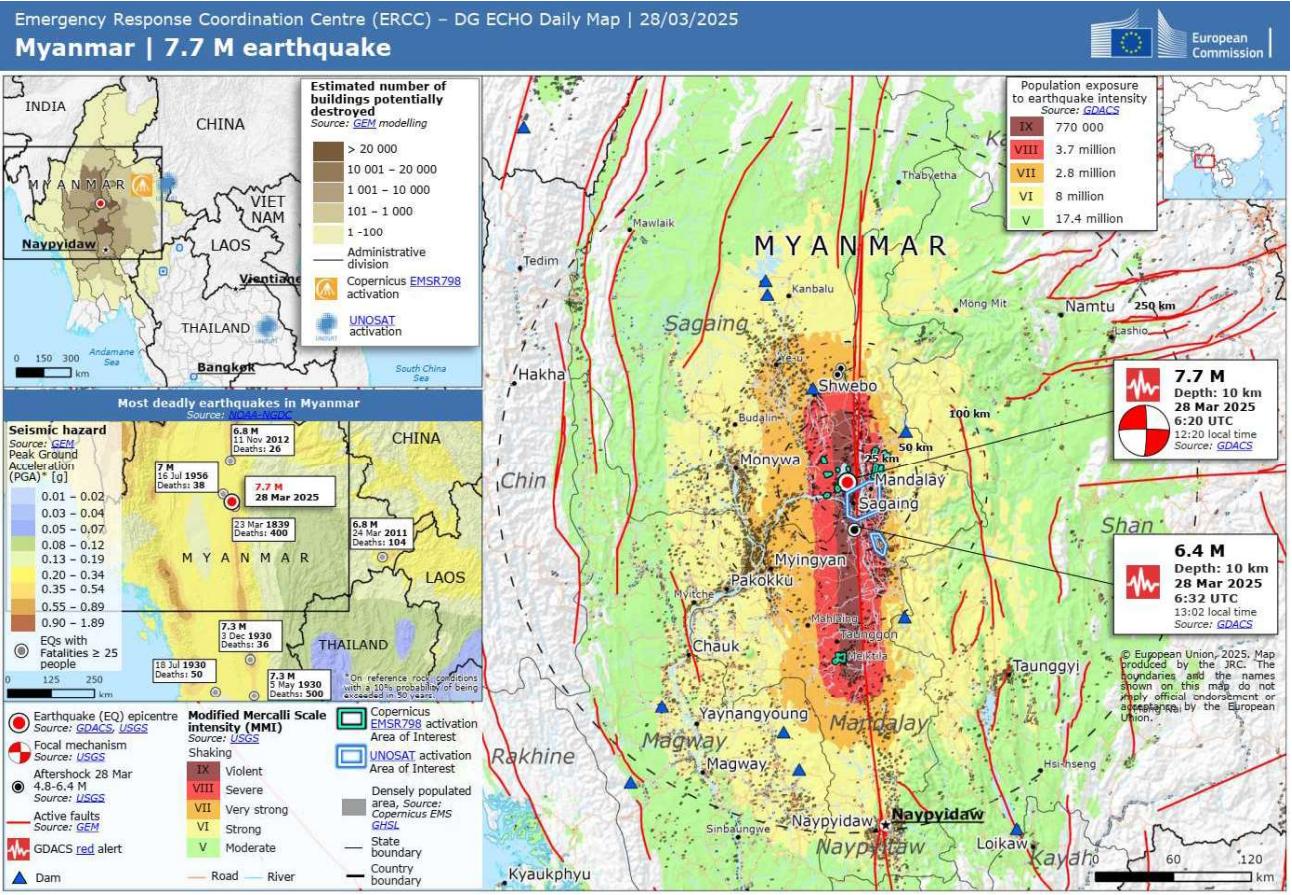 Emergency Response Coordination Centre (ERCC) – DG ECHO Daily Map | 28/03/2025
Myanmar | 7.7 M earthquake
European
Commission
INDIA
CHINA
MYANMAR
VIET
NAM
LAOS
Naypyidaw
Vientiane
THAILAND
Bangkok
Andamane
Sea
South China
Sea
0 150 300
km
Estimated number of
buildings potentially
destroyed
Source: GEM modelling
> 20 000
10 001 – 20 000
1 001 – 10 000
101 – 1 000
1 -100
Administrative
division
Copernicus EMSR798
activation
UNOSAT
activation
Most deadly earthquakes in Myanmar
Source: NOAA-NGDC
Seismic hazard
Source: GEM
Peak Ground
Acceleration
(PGA)* [g]
0.01 – 0.02
0.03 – 0.04
0.05 – 0.07
0.08 – 0.12
0.13 – 0.19
0.20 – 0.34
0.35 – 0.54
0.55 – 0.89
0.90 – 1.89
EQs with
Fatalities ≥ 25
people
0 125 250
km
6.8 M
11 Nov 2012
Deaths: 26
7 M
16 Jul 1956
Deaths: 38
7.7 M
28 Mar 2025
23 Mar 1839
Deaths: 400
6.8 M
24 Mar 2011
Deaths: 104
7.3 M
3 Dec 1930
Deaths: 36
18 Jul 1930
Deaths: 50
7.3 M
5 May 1930
Deaths: 500
CHINA
MYANMAR
LAOS
THAILAND
*On reference rock conditions
with a 10% probability of being
exceeded in 50 years.
Earthquake (EQ) epicentre
Source: GDACS, USGS
Focal mechanism
Source: USGS
Aftershock 28 Mar
4.8-6.4 M
Source: USGS
Active faults
Source: GEM
GDACS red alert
Dam
Modified Mercalli Scale
intensity (MMI)
Source: USGS
Shaking
IX Violent
VIII Severe
VII Very strong
VI Strong
V Moderate
Road
River
Copernicus
EMSR798 activation
Area of Interest
UNOSAT activation
Area of Interest
Densely populated
area, Source:
Copernicus EMS
GHSL
State
boundary
Country
boundary
Population exposure
to earthquake intensity
Source: GDACS
IX 770 000
VIII 3.7 million
VII 2.8 million
VI 8 million
V 17.4 million
Thabyetha
Mawlaik
MYANMAR
Tedim
Kanbalu
Mong Mit
Namtu
250 km
Sagaing
Lashio
Ye-u
Hakha
Shwebo
100 km
Budalin
50 km
Monywa
25 km
Mandalay
Chin
Sagaing
Shan
Myingyan
Pakokku
Myitche
Mahlaing
Taunggon
Chauk
Meiktila
Taunggyi
Yaynangyoung
Mandalay
Magway
Rakhine
Magway
Hsi-hseng
Naypyidaw
Naypyidaw
Sinbaungwe
Naypyitaw
Loikaw
Kayah
Kyaukphyu
0 60 120
km
7.7 M
Depth: 10 km
28 Mar 2025
6:20 UTC
12:20 local time
Source: GDACS
6.4 M
Depth: 10 km
28 Mar 2025
6:32 UTC
13:02 local time
Source: GDACS
© European Union, 2025. Map
produced by the JRC. The
boundaries and the names
shown on this map do not
imply official endorsement or
acceptance by the European
Union.